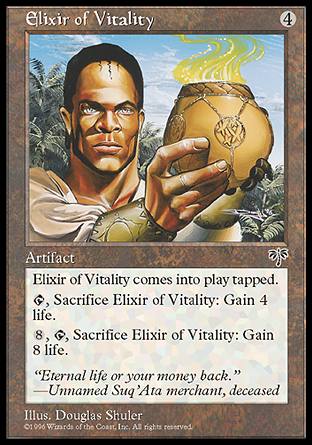 Elixir of Vitality 4
Artifact
Elixir of Vitality comes into play tapped.
, Sacrifice Elixir of Vitality: Gain 4
life.
8, , Sacrifice Elixir of Vitality: Gain
8 life.
"Eternal life or your money back."
—Unnamed Suq'Ata merchant, deceased
Illus. Douglas Shuler
©1996 Wizards of the Coast, Inc. All rights reserved.